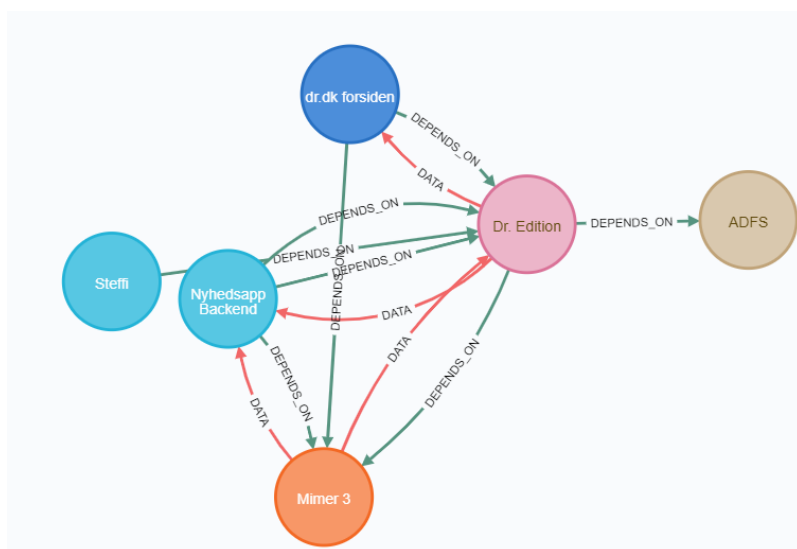 dr.dk forsiden
DEPENDS_ON
DATA
DEPENDS_ON
Dr. Edition
DEPENDS_ON
ADFS
DEPENDS_ON
DEPENDS_ON
DEPENDS_ON
Steffi
Nyhedsapp
Backend
DATA
DATA
DEPENDS_ON
DEPENDS_ON
DATA
Mimer 3